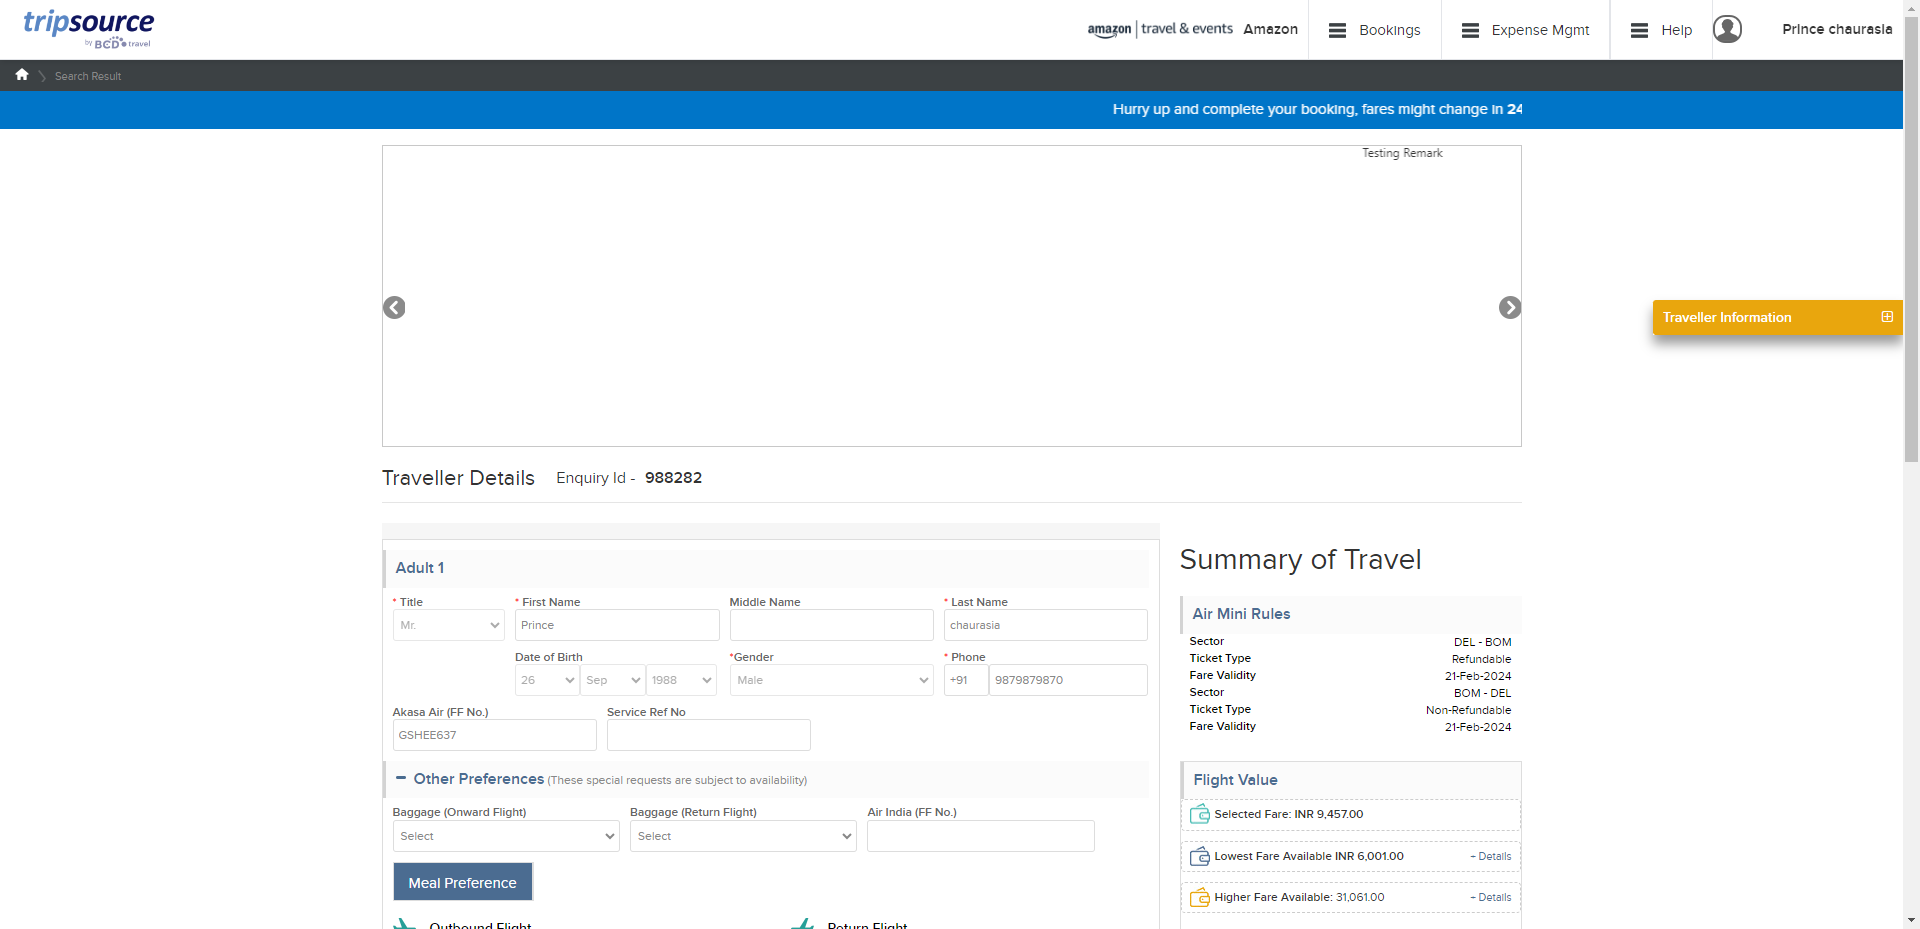 tripsource
by BCD travel
amazon travel & events Amazon
Bookings
Expense Mgmt
Help
Prince chaurasia
Search Result
Hurry up and complete your booking, fares might change in 24
Testing Remark
Traveller Information
Traveller Details Enquiry Id - 988282
Adult 1
* Title
* First Name
Middle Name
* Last Name
Mr.
Prince
chaurasia
Date of Birth
*Gender
* Phone
26 Sep 1988
Male
+91 9879879870
Akasa Air (FF No.)
Service Ref No
GSHEE637
Other Preferences (These special requests are subject to availability)
Baggage (Onward Flight)
Baggage (Return Flight)
Air India (FF No.)
Select
Select
Meal Preference
Outbound Flight
Return Flight
Summary of Travel
Air Mini Rules
Sector DEL - BOM
Ticket Type Refundable
Fare Validity 21-Feb-2024
Sector BOM - DEL
Ticket Type Non-Refundable
Fare Validity 21-Feb-2024
Flight Value
Selected Fare: INR 9,457.00
Lowest Fare Available INR 6,001.00 + Details
Higher Fare Available: 31,061.00 + Details